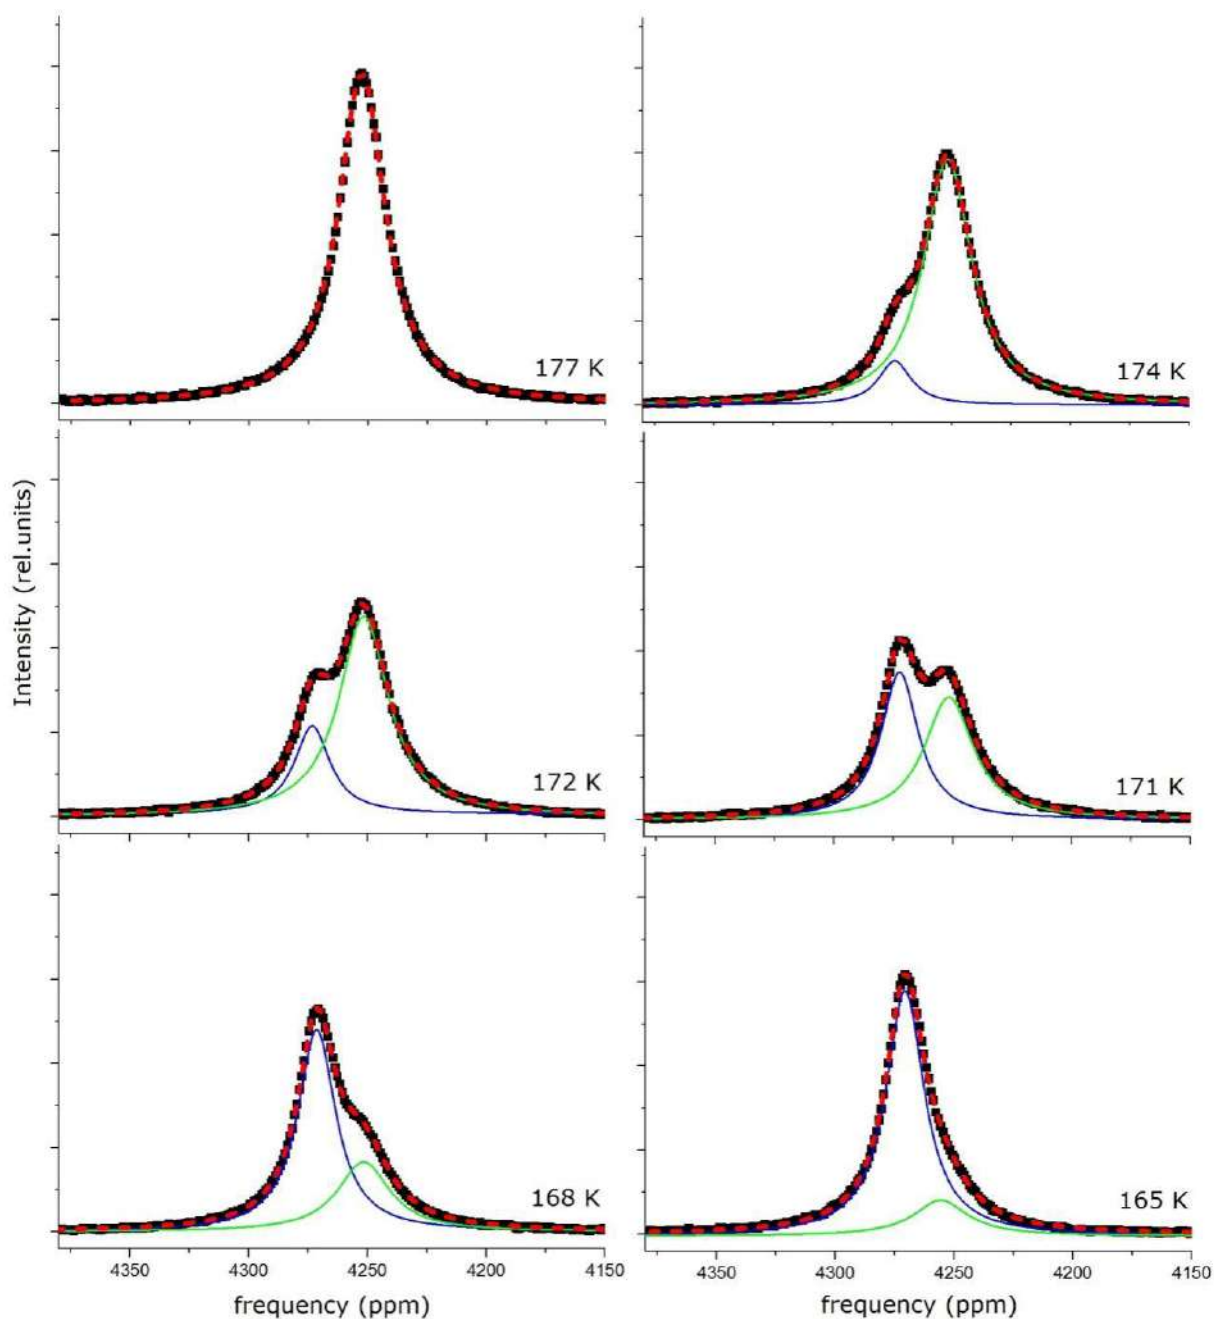 177 K
174 K
Intensity (rel.units)
172 K
171 K
168 K
165 K
4350 4300 4250 4200 4150
4350 4300 4250 4200 4150
frequency (ppm)
frequency (ppm)